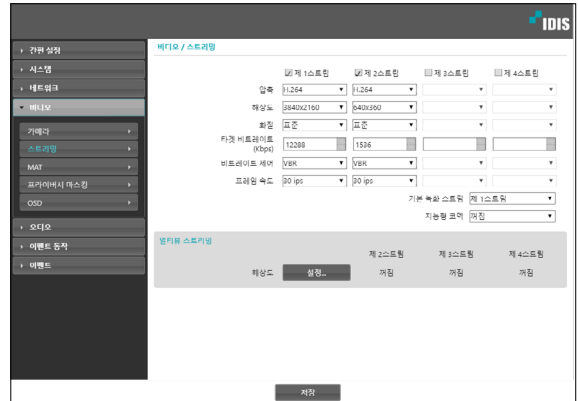 IDIS
간편 설정
시스템
네트워크
비디오
카메라
스트리밍
MAT
프라이버시 마스킹
OSD
오디오
이벤트 동작
이벤트
비디오 / 스트리밍
제 1스트림 제 2스트림 제 3스트림 제 4스트림
압축 H.264 H.264
해상도 3840x2160 640x360
화질 표준 표준
타겟 비트레이트
(Kbps) 12288 1536
비트레이트 제어 VBR VBR
프레임 속도 30 ips 30 ips
기본 녹화 스트림 제 1스트림
지능형 코덱 꺼짐
멀티뷰 스트리밍
제 2스트림 제 3스트림 제 4스트림
해상도 설정... 꺼짐 꺼짐 꺼짐
저장